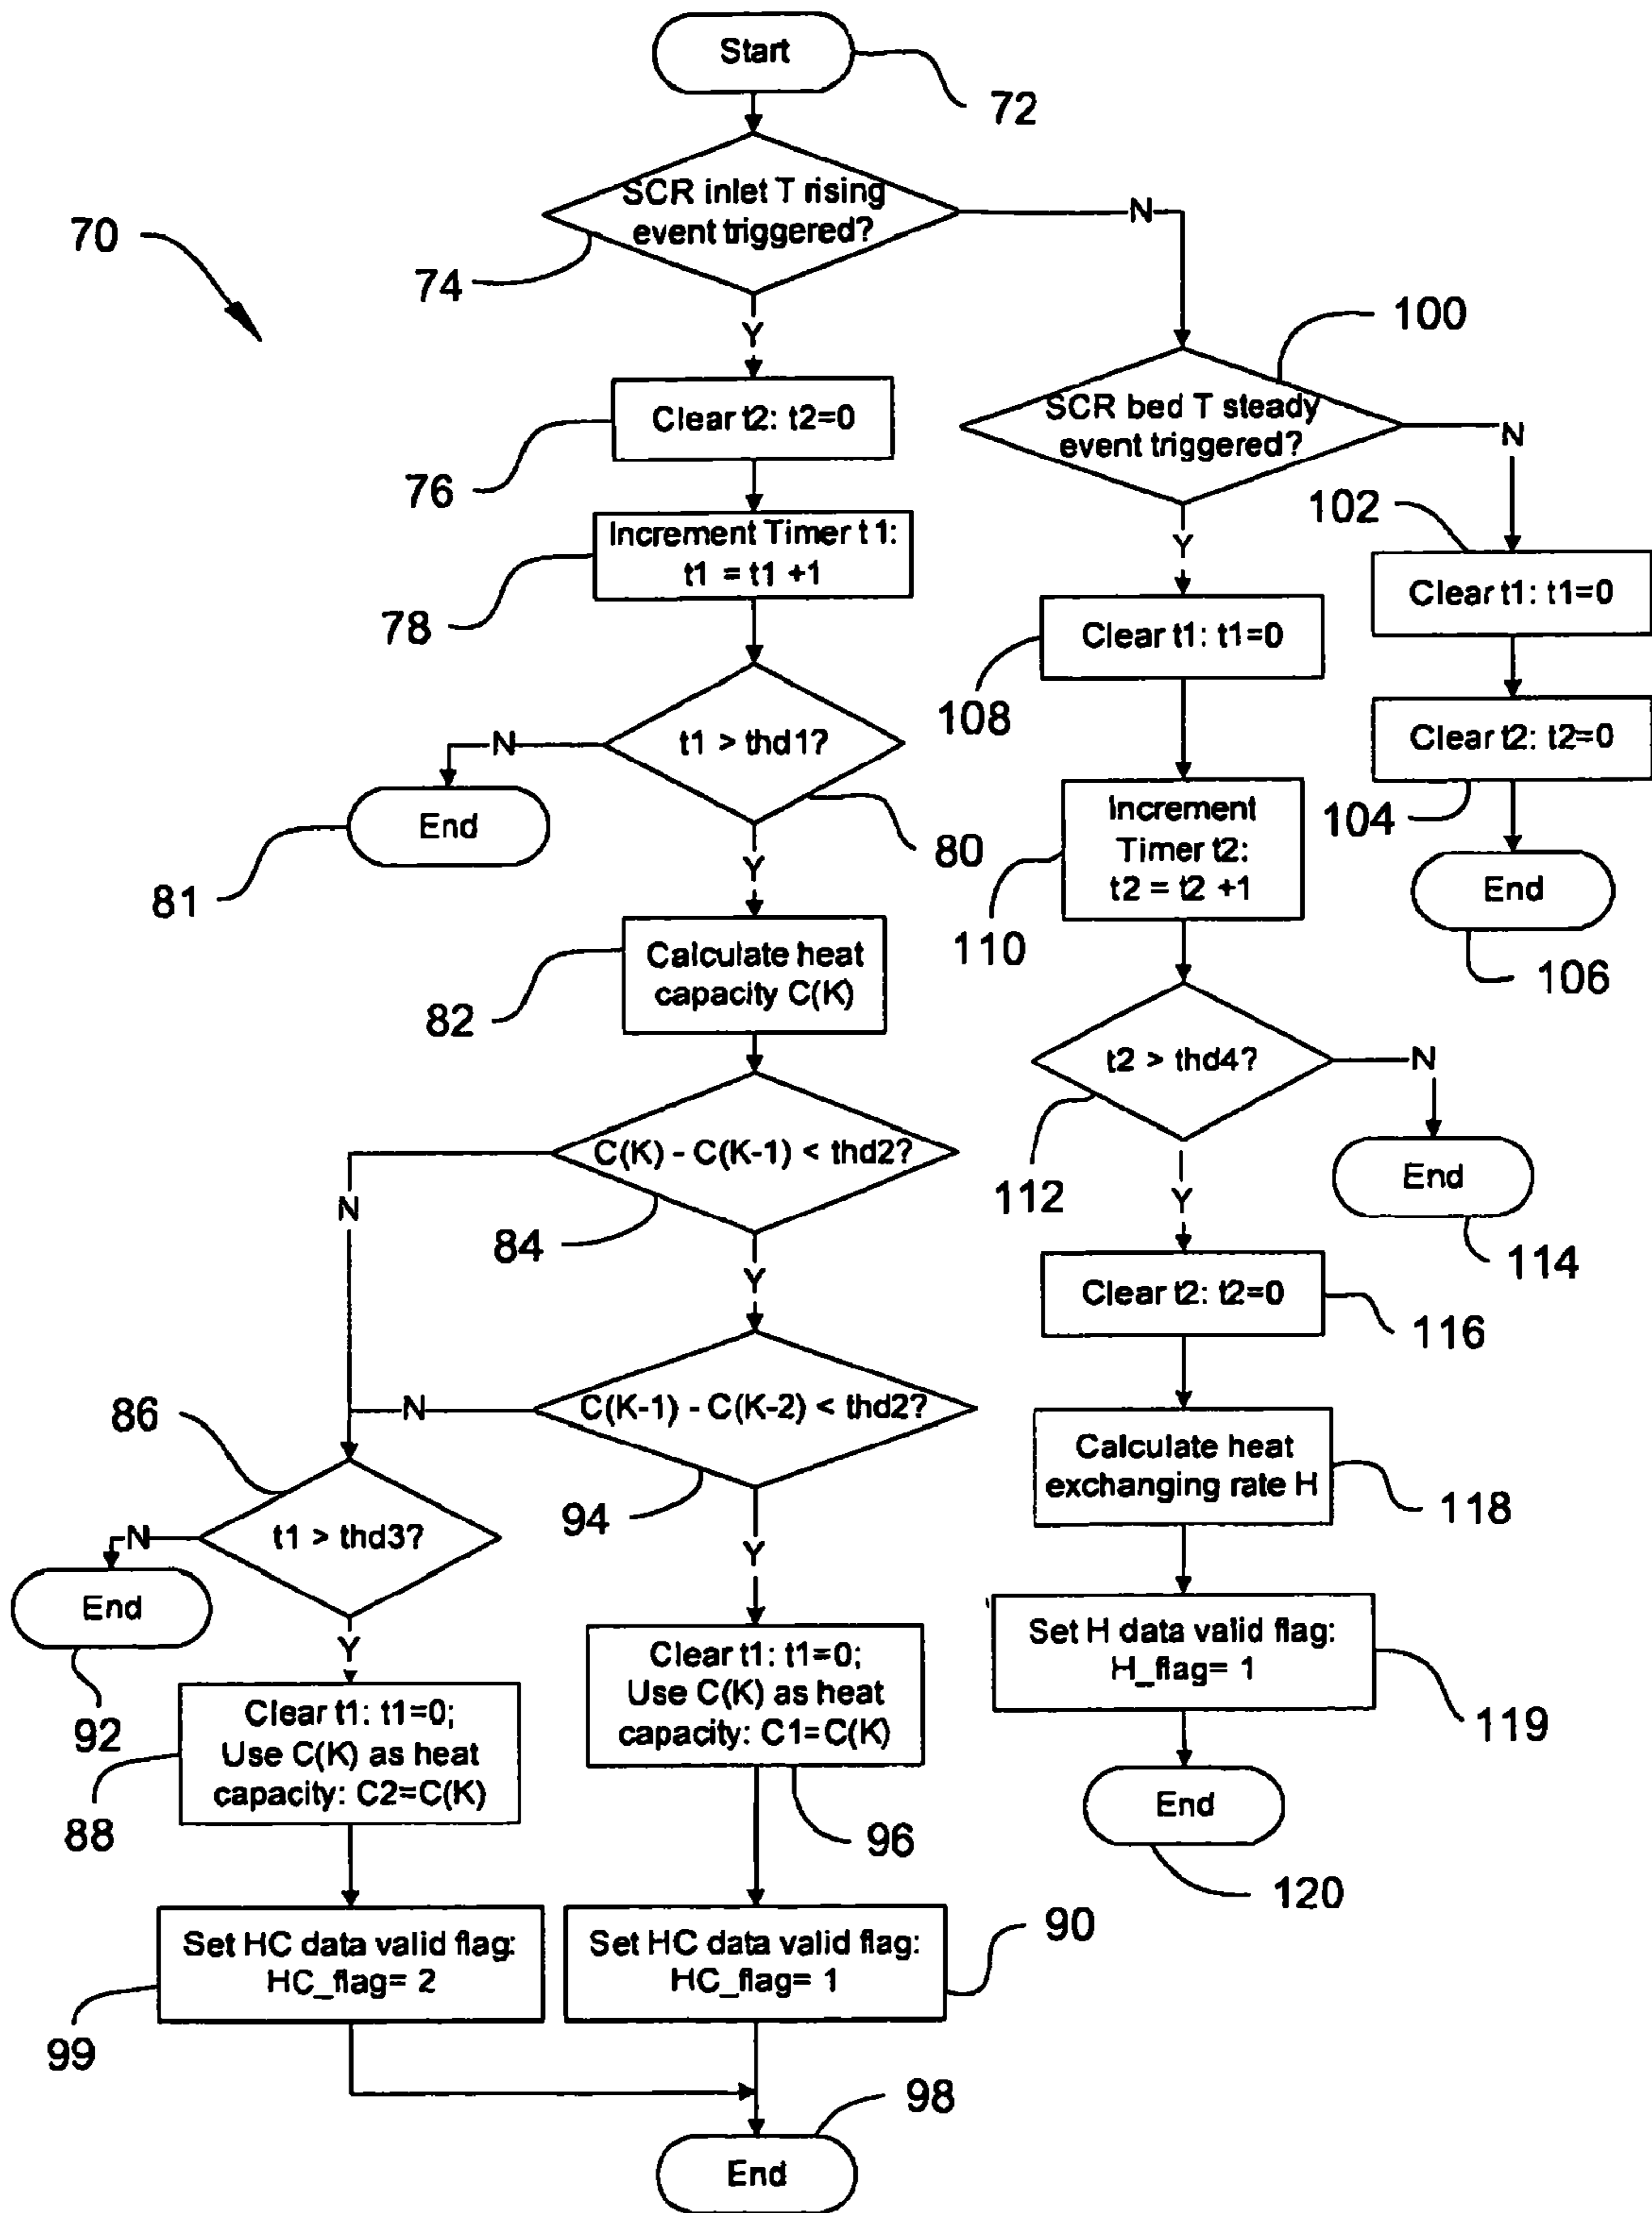 Start
72
SCR inlet T rising
event triggered?
N
70
74
Y
100
Clear t2: t2=0
SCR bed T steady
event triggered?
N
76
Increment Timer t1:
t1 = t1 +1
Y
102
Clear t1: t1=0
78
Clear t1: t1=0
108
t1 > thd1?
N
Clear t2: t2=0
End
80
Increment
Timer t2:
t2 = t2 +1
104
81
Y
110
End
106
Calculate heat
capacity C(K)
82
t2 > thd4?
N
C(K) - C(K-1) < thd2?
N
112
End
84
Y
Y
114
Clear t2: t2=0
116
C(K-1) - C(K-2) < thd2?
N
86
Calculate heat
exchanging rate H
118
94
t1 > thd3?
N
Y
End
Y
92
Clear t1: t1=0;
Use C(K) as heat
capacity: C2=C(K)
88
Clear t1: t1=0;
Use C(K) as heat
capacity: C1=C(K)
96
Set H data valid flag:
H_flag= 1
119
End
120
Set HC data valid flag:
HC_flag= 2
99
Set HC data valid flag:
HC_flag= 1
90
98
End